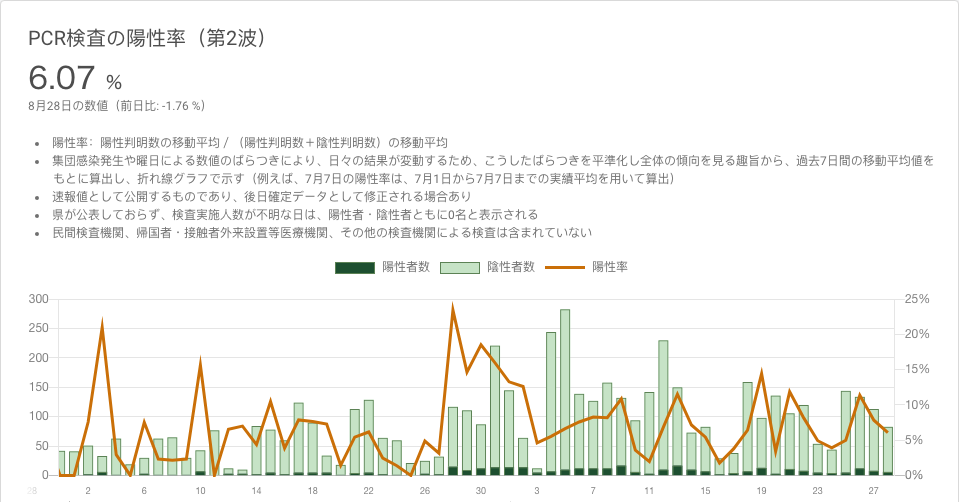 PCR検査の陽性率（第2波）
6.07 %
8月28日の数値（前日比: -1.76 %）
陽性率： 陽性判明数の移動平均 / （陽性判明数＋陰性判明数）の移動平均
集団感染発生や曜日による数値のばらつきにより、日々の結果が変動するため、こうしたばらつきを平準化し全体の傾向を見る趣旨から、過去7日間の移動平均値を
もとに算出し、折れ線グラフで示す（例えば、7月7日の陽性率は、7月1日から7月7日までの実績平均を用いて算出）
速報値として公開するものであり、後日確定データとして修正される場合あり
県が公表しておらず、検査実施人数が不明な日は、陽性者・陰性者ともに0名と表示される
民間検査機関、帰国者・接触者外来設置等医療機関、その他の検査機関による検査は含まれていない
陽性者数 陰性者数 陽性率
300 25%
250 20%
200 15%
150 10%
100 5%
50 0%
0
28 2 6 10 14 18 22 26 30 3 7 11 15 19 23 27